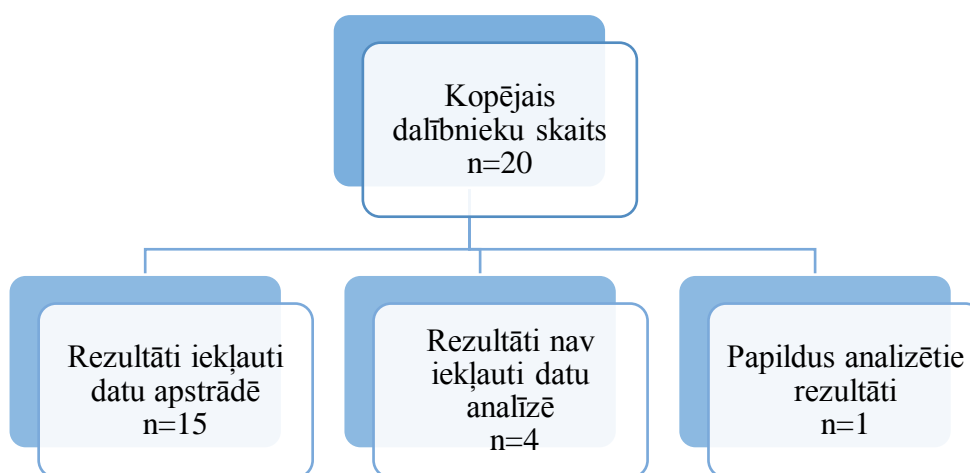 Kopējais
dalībnieku skaits
n=20
Rezultāti iekļauti
datu apstrādē
n=15
Rezultāti nav
iekļauti datu
analīzē
n=4
Papildus analizētie
rezultāti
n=1